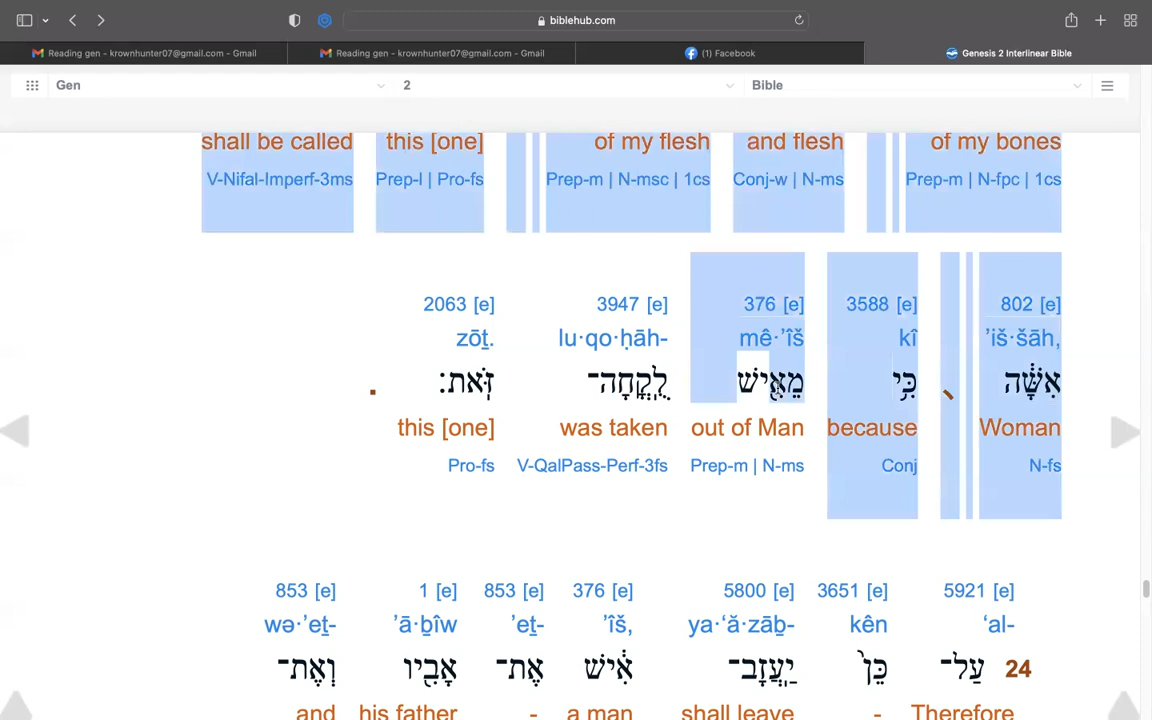 biblehub.com
Reading gen - krownhunter07@gmail.com - Gmail
Reading gen - krownhunter07@gmail.com - Gmail
(1) Facebook
Genesis 2 Interlinear Bible
Gen 2 Bible
shall be called this [one] of my flesh and flesh of my bones
V-Nifal-Imperf-3ms Prep-l | Pro-fs Prep-m | N-msc | 1cs Conj-w | N-ms Prep-m | N-fpc | 1cs
2063 [e] 3947 [e] 376 [e] 3588 [e] 802 [e]
zōṯ. lu·qo·ḥāh- mê·’îš kî ’iš·šāh,
אִשָּׁ֔ה 、 כִּ֥י מֵאִ֖ישׁ לֻֽקֳחָה־ זֹּֽאת׃ .
this [one] was taken out of Man because Woman
Pro-fs V-QalPass-Perf-3fs Prep-m | N-ms Conj N-fs
853 [e] 1 [e] 853 [e] 376 [e] 5800 [e] 3651 [e] 5921 [e]
wə·’eṯ- ’ā·ḇîw ’eṯ- ’îš, ya·‘ă·zāḇ- kên ‘al-
24 עַל־ כֵּן֙ יַֽעֲזָב־ אִ֔ישׁ אֶת־ אָבִ֖יו וְאֶת־
and his father - a man shall leave - Therefore